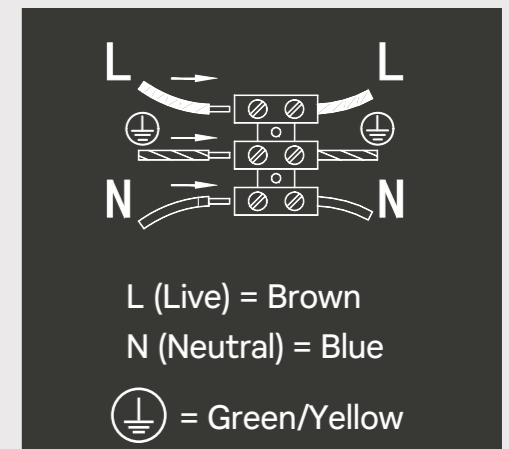 L L
N N
L (Live) = Brown
N (Neutral) = Blue
= Green/Yellow